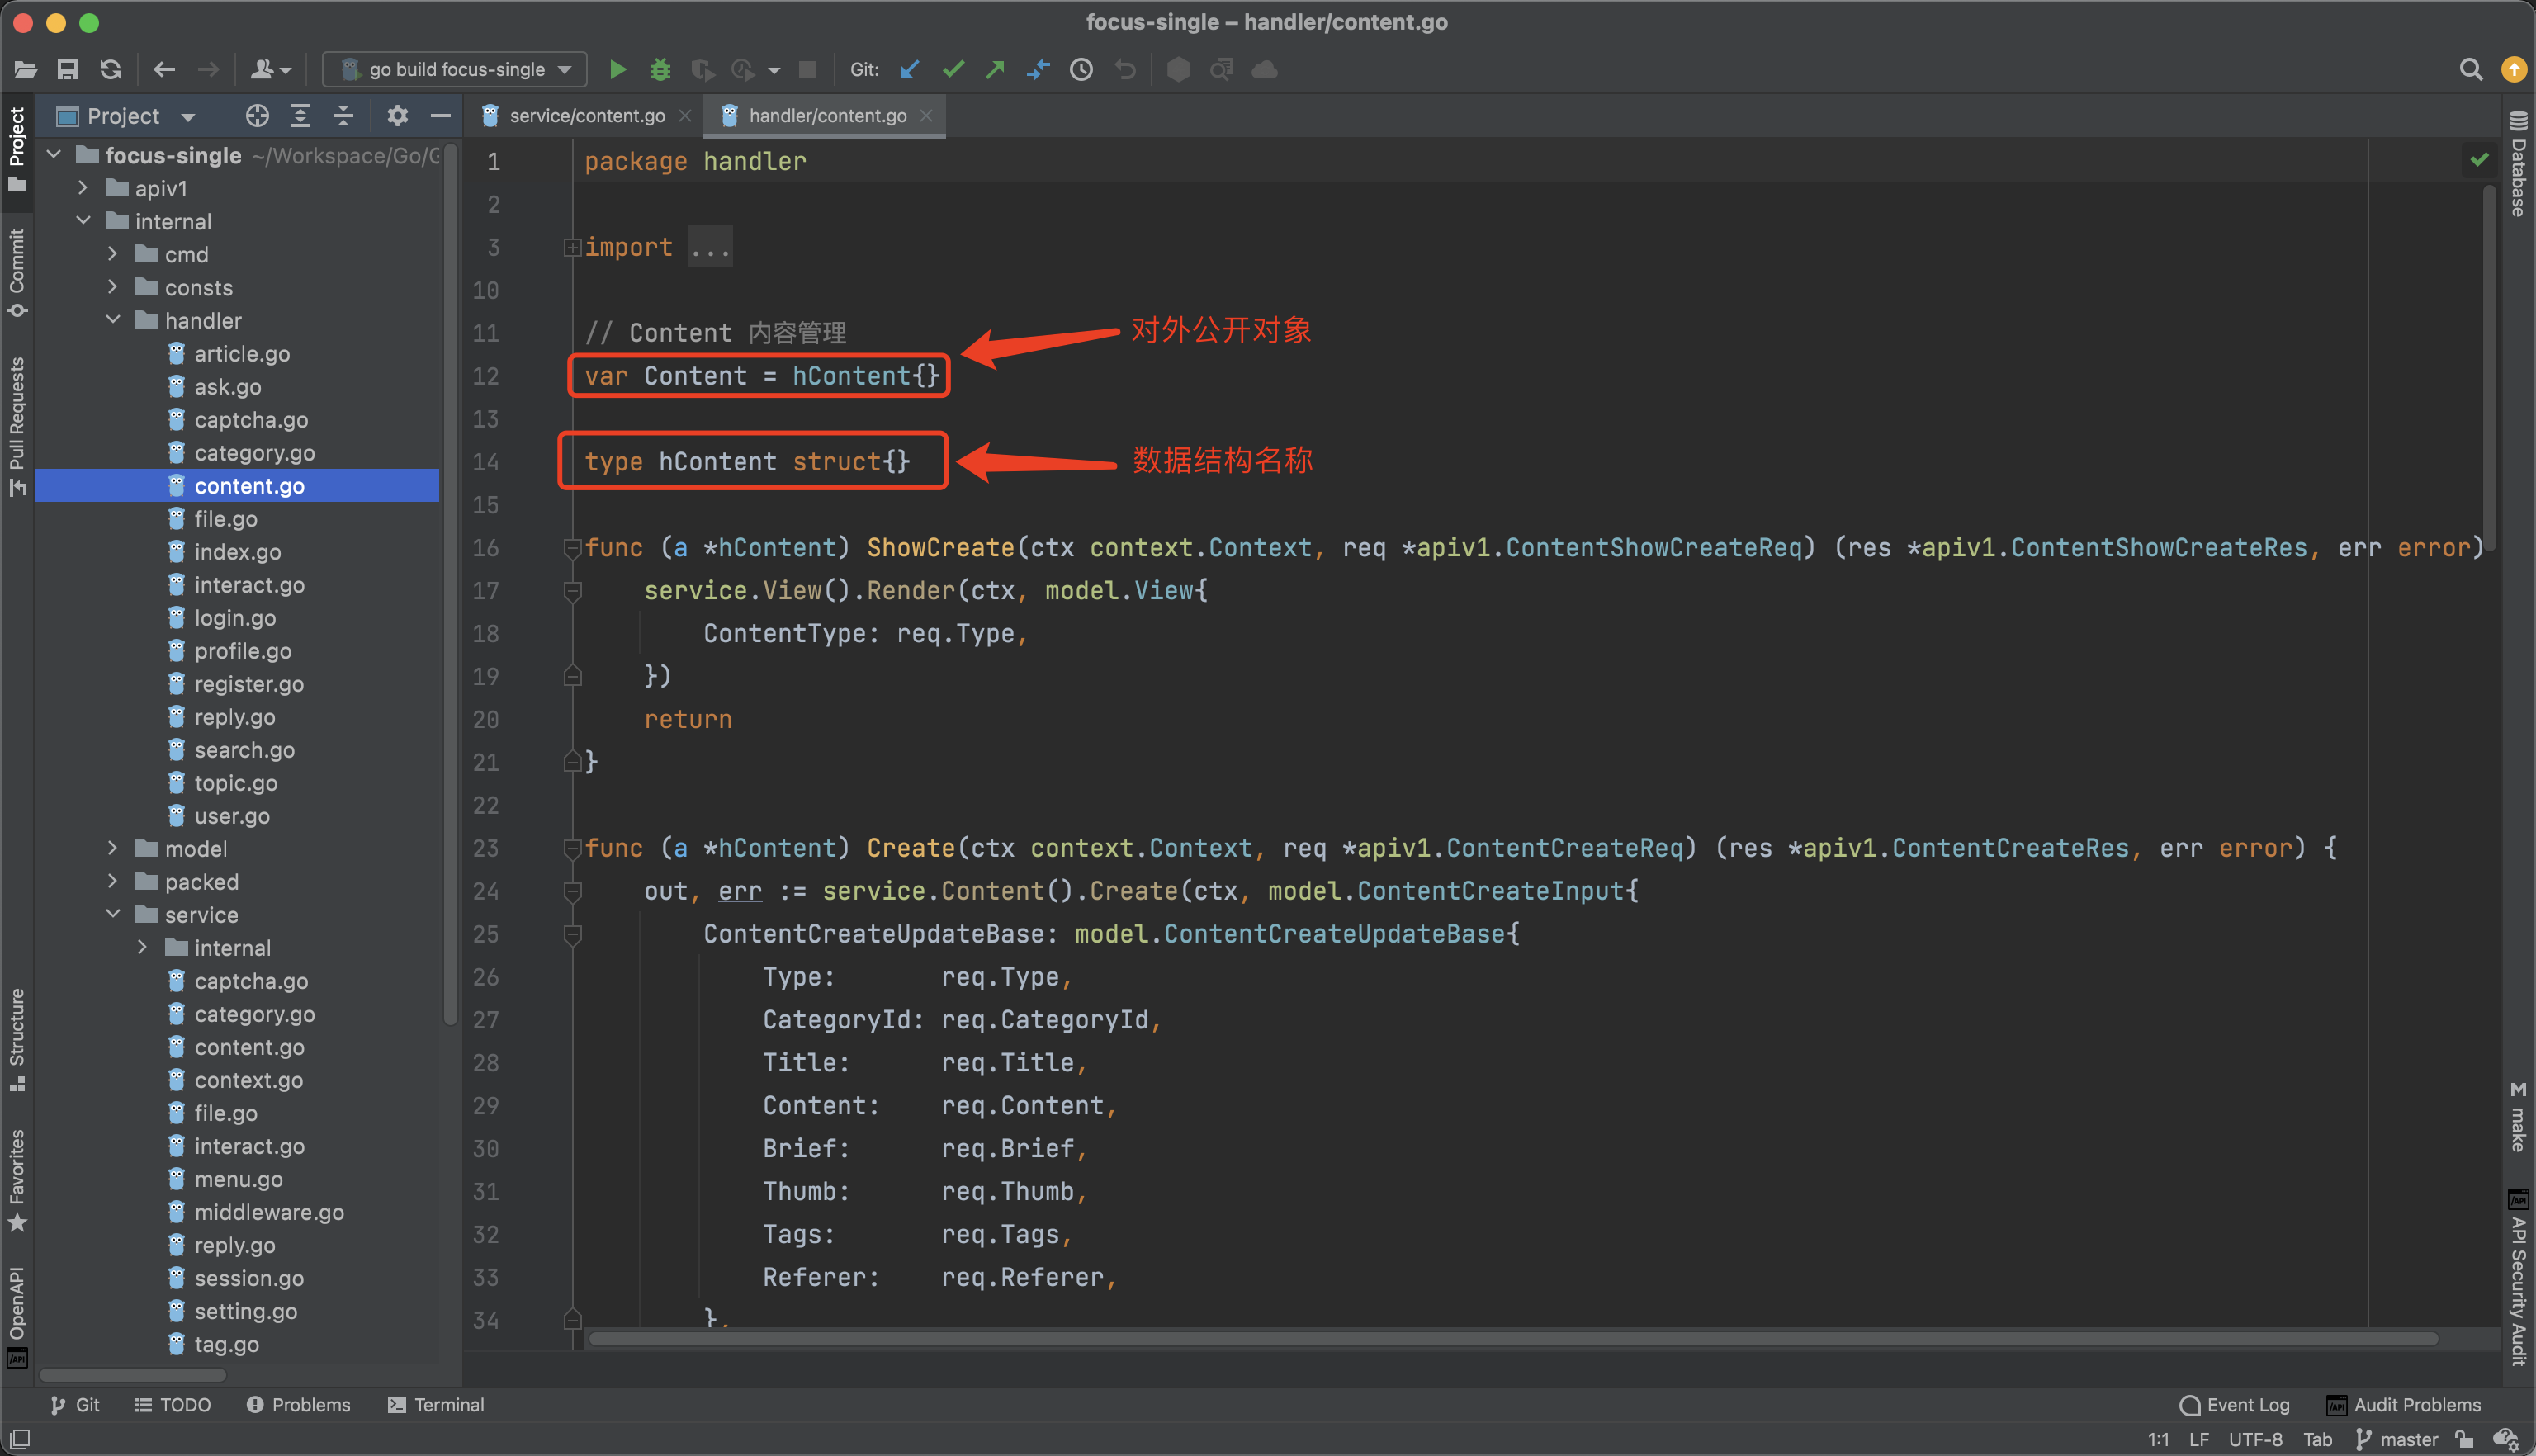 focus-single – handler/content.go
go build focus-single
Git:
Project
service/content.go
handler/content.go
Project
Commit
Pull Requests
Structure
Favorites
OpenAPI
focus-single ~/Workspace/Go/G
apiv1
internal
cmd
consts
handler
article.go
ask.go
captcha.go
category.go
content.go
file.go
index.go
interact.go
login.go
profile.go
register.go
reply.go
search.go
topic.go
user.go
model
packed
service
internal
captcha.go
category.go
content.go
context.go
file.go
interact.go
menu.go
middleware.go
reply.go
session.go
setting.go
tag.go
1 package handler
2
3 import ...
10
11 // Content 内容管理
对外公开对象
12 var Content = hContent{}
13
14 type hContent struct{}
数据结构名称
15
16 func (a *hContent) ShowCreate(ctx context.Context, req *apiv1.ContentShowCreateReq) (res *apiv1.ContentShowCreateRes, err error)
17 service.View().Render(ctx, model.View{
18 ContentType: req.Type,
19 })
20 return
21 }
22
23 func (a *hContent) Create(ctx context.Context, req *apiv1.ContentCreateReq) (res *apiv1.ContentCreateRes, err error) {
24 out, err := service.Content().Create(ctx, model.ContentCreateInput{
25 ContentCreateUpdateBase: model.ContentCreateUpdateBase{
26 Type: req.Type,
27 CategoryId: req.CategoryId,
28 Title: req.Title,
29 Content: req.Content,
30 Brief: req.Brief,
31 Thumb: req.Thumb,
32 Tags: req.Tags,
33 Referer: req.Referer,
34 },
Database
M make
API Security Audit
Git
TODO
Problems
Terminal
Event Log
Audit Problems
1:1 LF UTF-8 Tab master